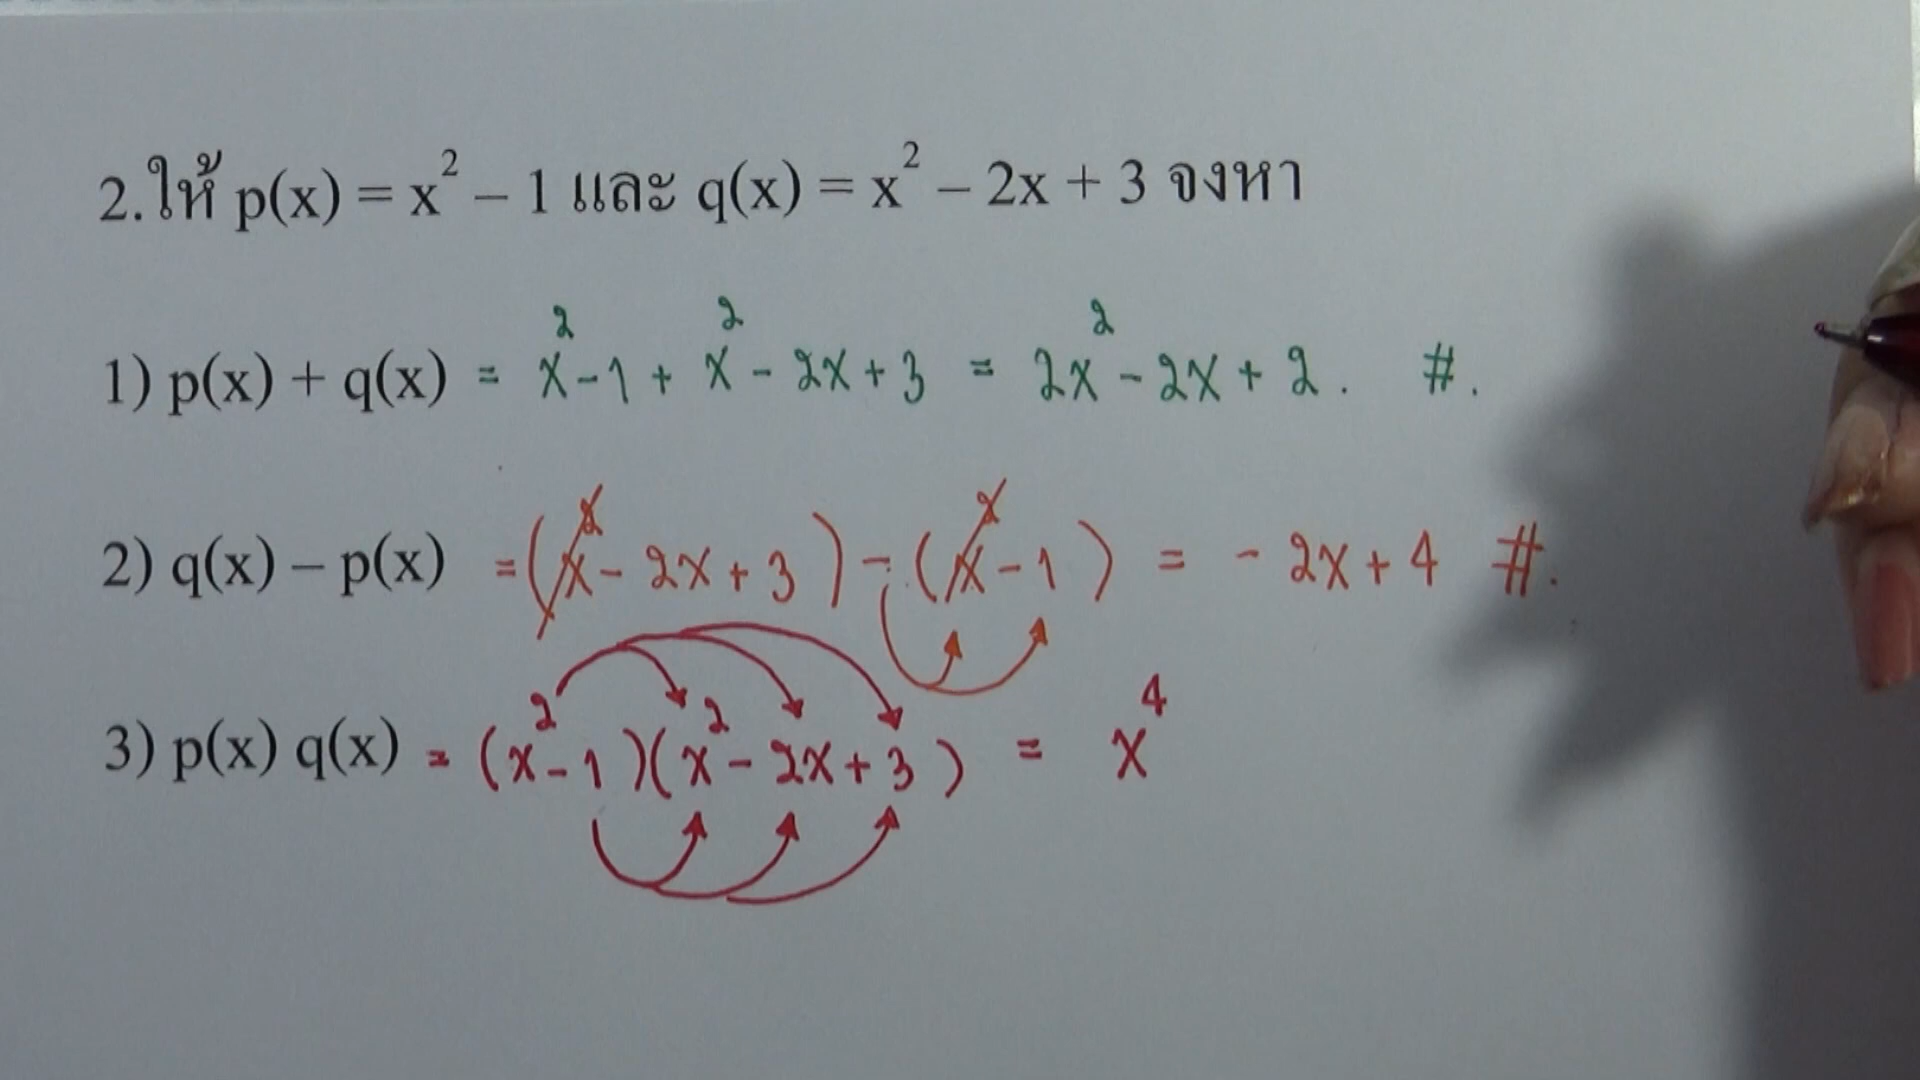 2.ให้ p(x) = x² – 1 และ q(x) = x² – 2x + 3 จงหา
1) p(x) + q(x) = x² - 1 + x² - 2x + 3 = 2x² - 2x + 2 . #.
2) q(x) – p(x) = (x² - 2x + 3) - (x² - 1) = - 2x + 4 #.
3) p(x) q(x) = (x² - 1)(x² - 2x + 3) = x⁴